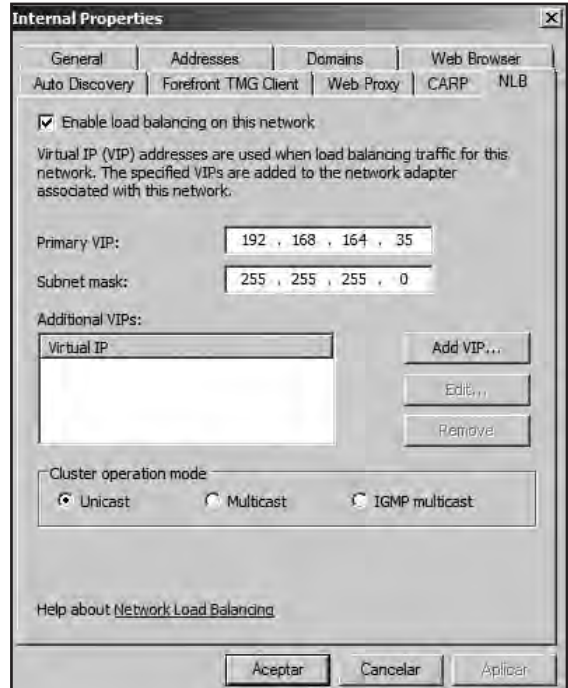 Internal Properties
General Addresses Domains Web Browser
Auto Discovery Forefront TMG Client Web Proxy CARP NLB
Enable load balancing on this network
Virtual IP (VIP) addresses are used when load balancing traffic for this
network. The specified VIPs are added to the network adapter
associated with this network.
Primary VIP: 192 . 168 . 164 . 35
Subnet mask: 255 . 255 . 255 . 0
Additional VIPs:
Virtual IP
Add VIP...
Edit...
Remove
Cluster operation mode
Unicast Multicast IGMP multicast
Help about Network Load Balancing
Aceptar Cancelar Aplicar